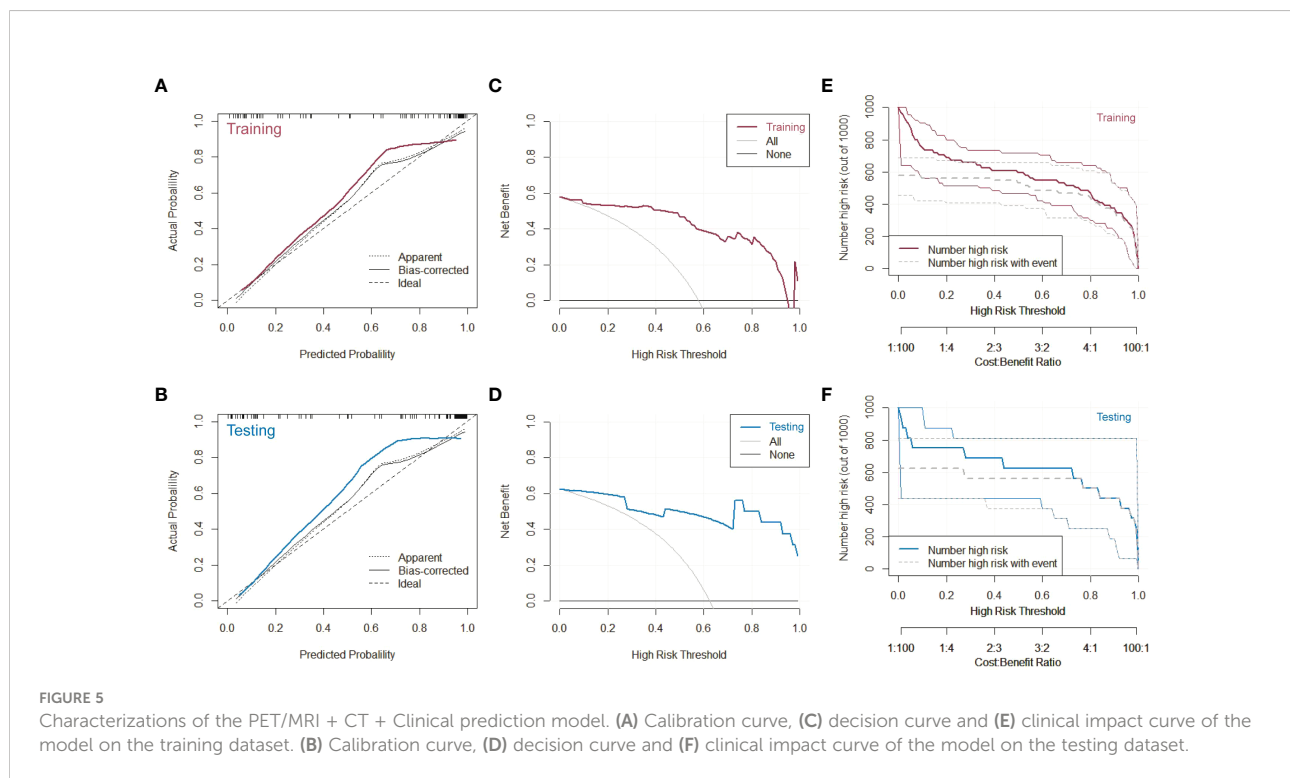 A
Training
Actual Probability
1.0
0.8
0.6
0.4
0.2
0.0
Apparent
Bias-corrected
Ideal
0.0 0.2 0.4 0.6 0.8 1.0
Predicted Probalility
C
Net Benefit
1.0
0.8
0.6
0.4
0.2
0.0
Training
All
None
0.0 0.2 0.4 0.6 0.8 1.0
High Risk Threshold
E
Number high risk (out of 1000)
1000
800
600
400
200
0
Training
Number high risk
Number high risk with event
0.0 0.2 0.4 0.6 0.8 1.0
High Risk Threshold
1:100 1:4 2:3 3:2 4:1 100:1
Cost:Benefit Ratio
B
Testing
Actual Probability
1.0
0.8
0.6
0.4
0.2
0.0
Apparent
Bias-corrected
Ideal
0.0 0.2 0.4 0.6 0.8 1.0
Predicted Probalility
D
Net Benefit
1.0
0.8
0.6
0.4
0.2
0.0
Testing
All
None
0.0 0.2 0.4 0.6 0.8 1.0
High Risk Threshold
F
Number high risk (out of 1000)
1000
800
600
400
200
0
Testing
Number high risk
Number high risk with event
0.0 0.2 0.4 0.6 0.8 1.0
High Risk Threshold
1:100 1:4 2:3 3:2 4:1 100:1
Cost:Benefit Ratio
FIGURE 5
Characterizations of the PET/MRI + CT + Clinical prediction model. (A) Calibration curve, (C) decision curve and (E) clinical impact curve of the
model on the training dataset. (B) Calibration curve, (D) decision curve and (F) clinical impact curve of the model on the testing dataset.